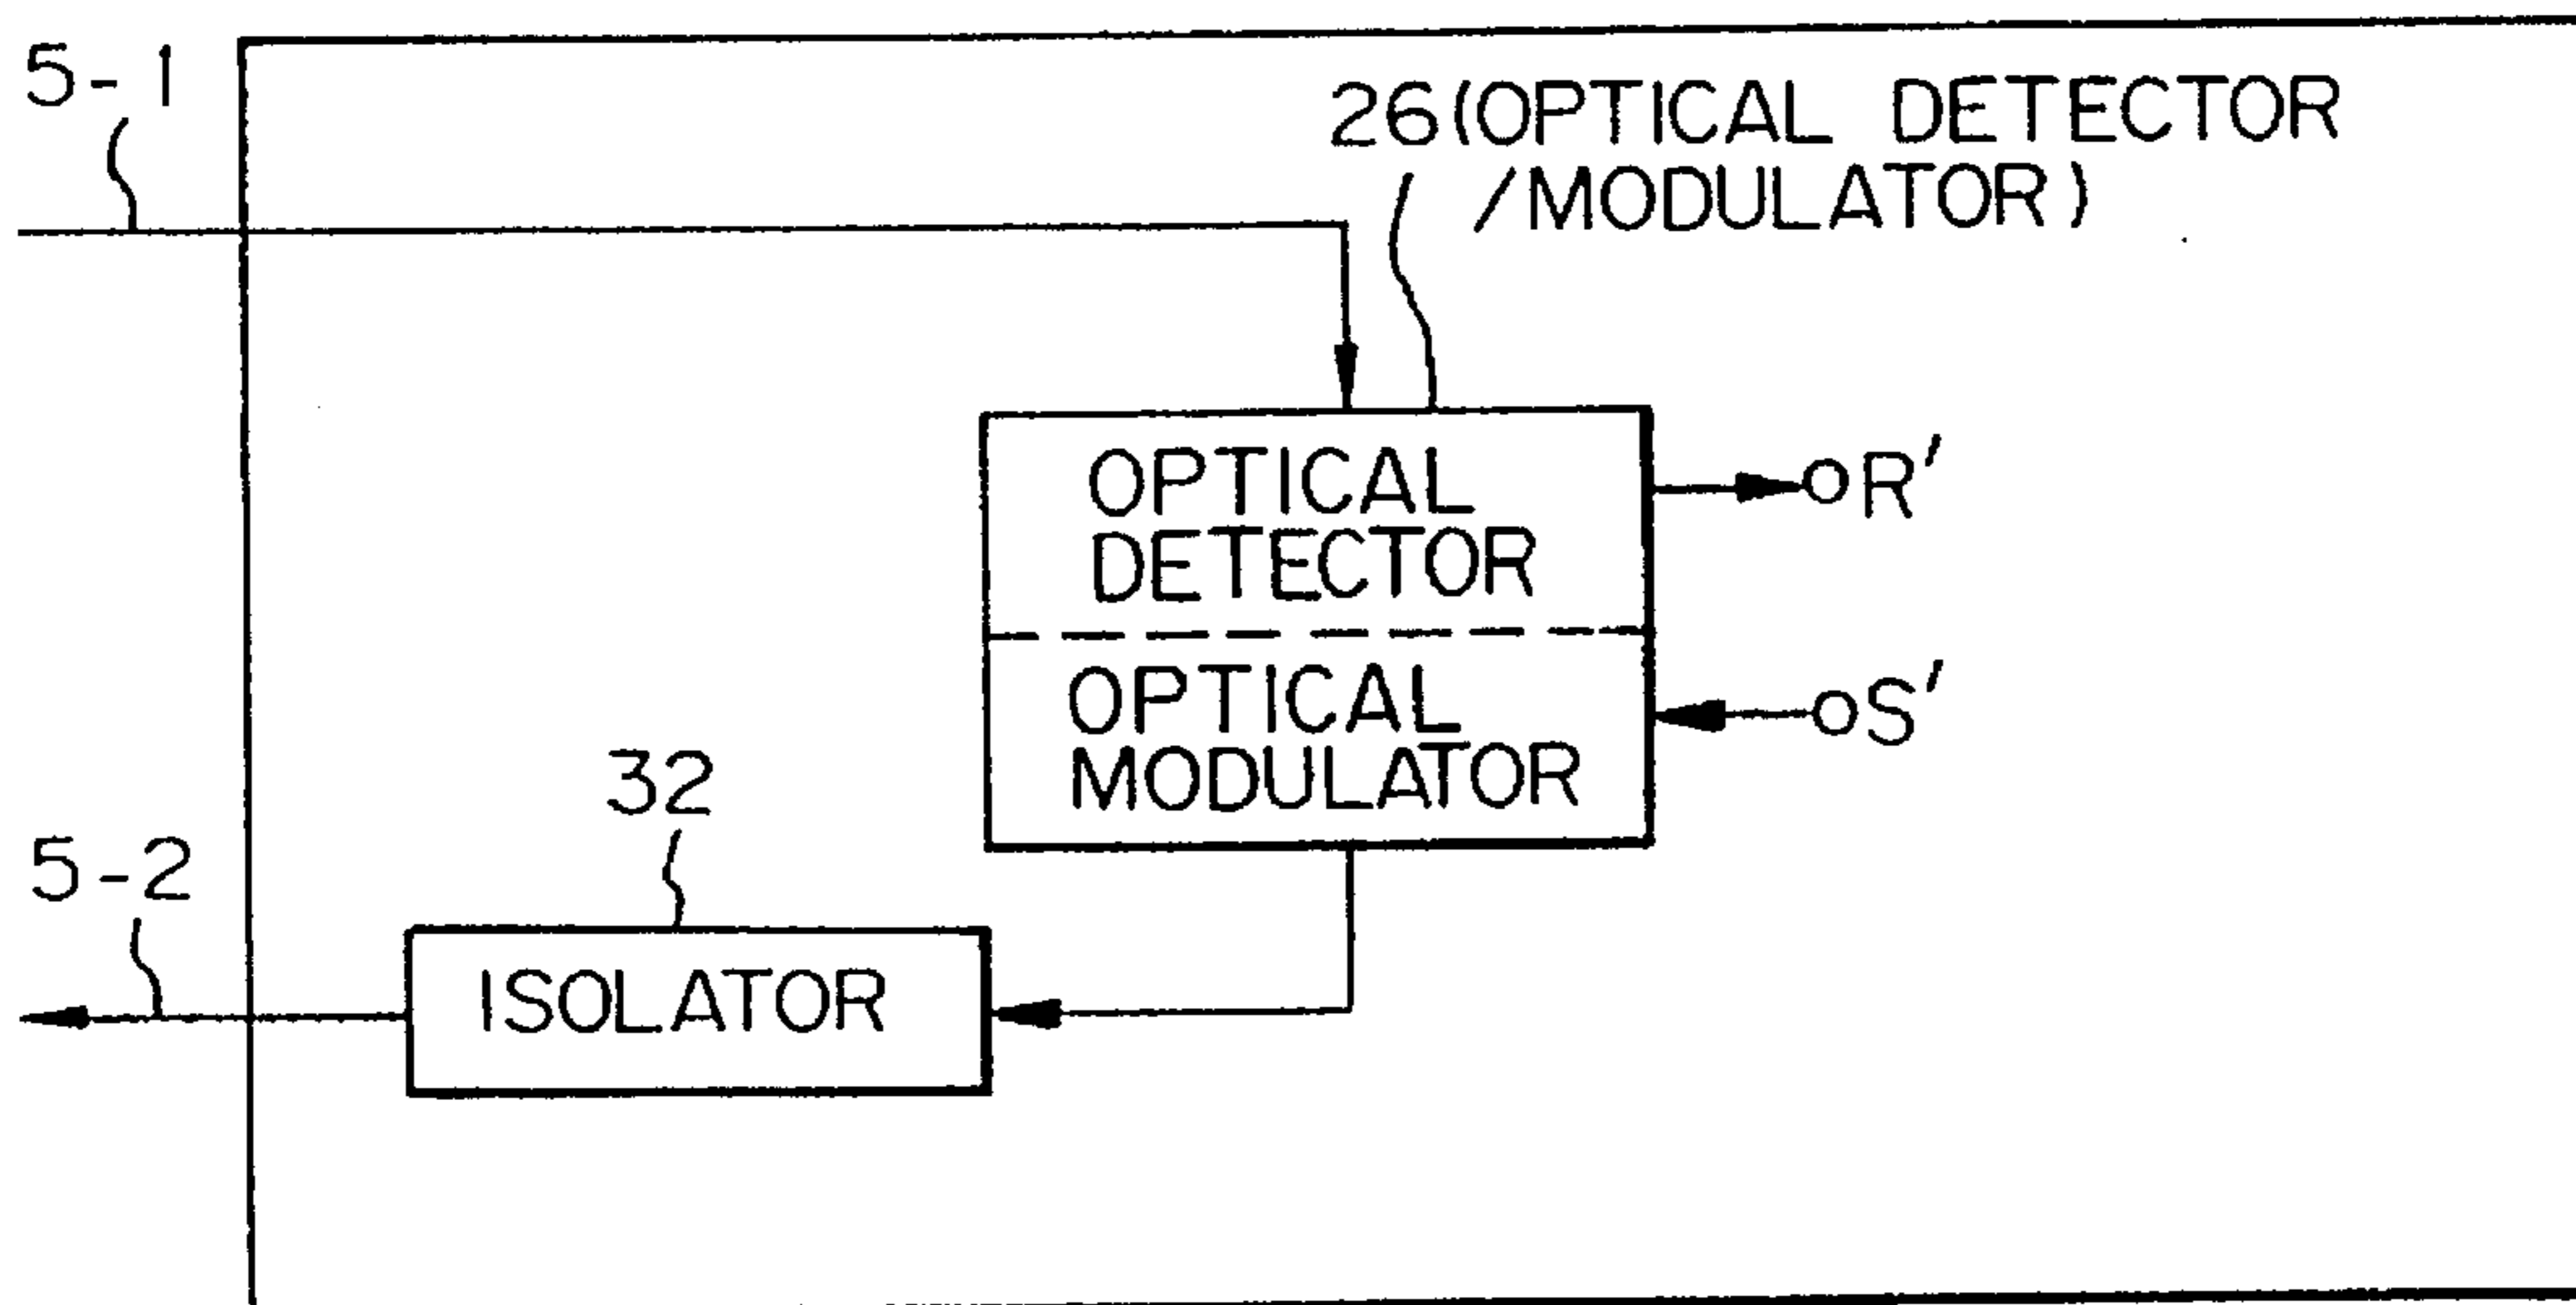 5-1
26(OPTICAL DETECTOR
/MODULATOR)
OPTICAL
DETECTOR
R'
OPTICAL
MODULATOR
S'
32
5-2
ISOLATOR